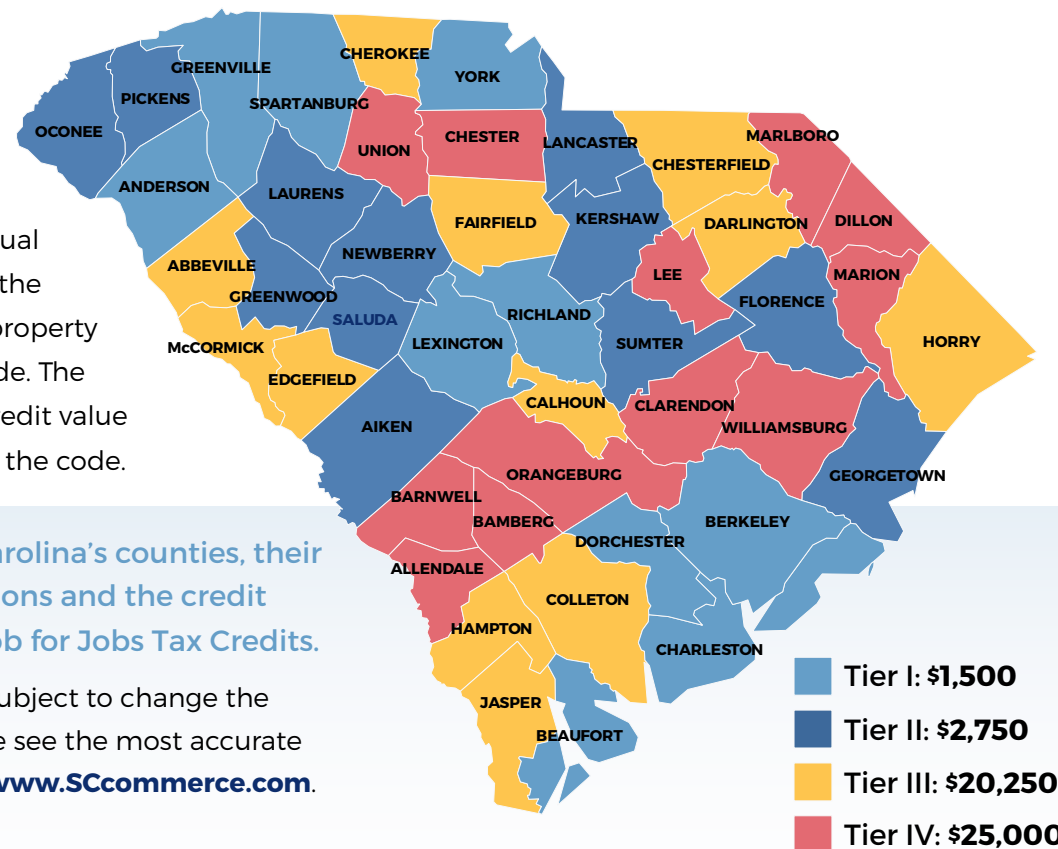 CHEROKEE
GREENVILLE
YORK
PICKENS
SPARTANBURG
OCONEE
CHESTER
MARLBORO
UNION
LANCASTER
CHESTERFIELD
ANDERSON
LAURENS
KERSHAW
DILLON
FAIRFIELD
DARLINGTON
NEWBERRY
ABBEVILLE
LEE
MARION
GREENWOOD
FLORENCE
SALUDA
RICHLAND
LEXINGTON
SUMTER
HORRY
McCORMICK
EDGEFIELD
CALHOUN
CLARENDON
AIKEN
WILLIAMSBURG
ORANGEBURG
GEORGETOWN
BARNWELL
BAMBERG
BERKELEY
DORCHESTER
ALLENDALE
COLLETON
HAMPTON
CHARLESTON
JASPER
BEAUFORT
ual
the
property
de. The
redit value
the code.
arolina's counties, their
ons and the credit
ob for Jobs Tax Credits.
subject to change the
e see the most accurate
www.SCcommerce.com.
Tier I: $1,500
Tier II: $2,750
Tier III: $20,250
Tier IV: $25,000